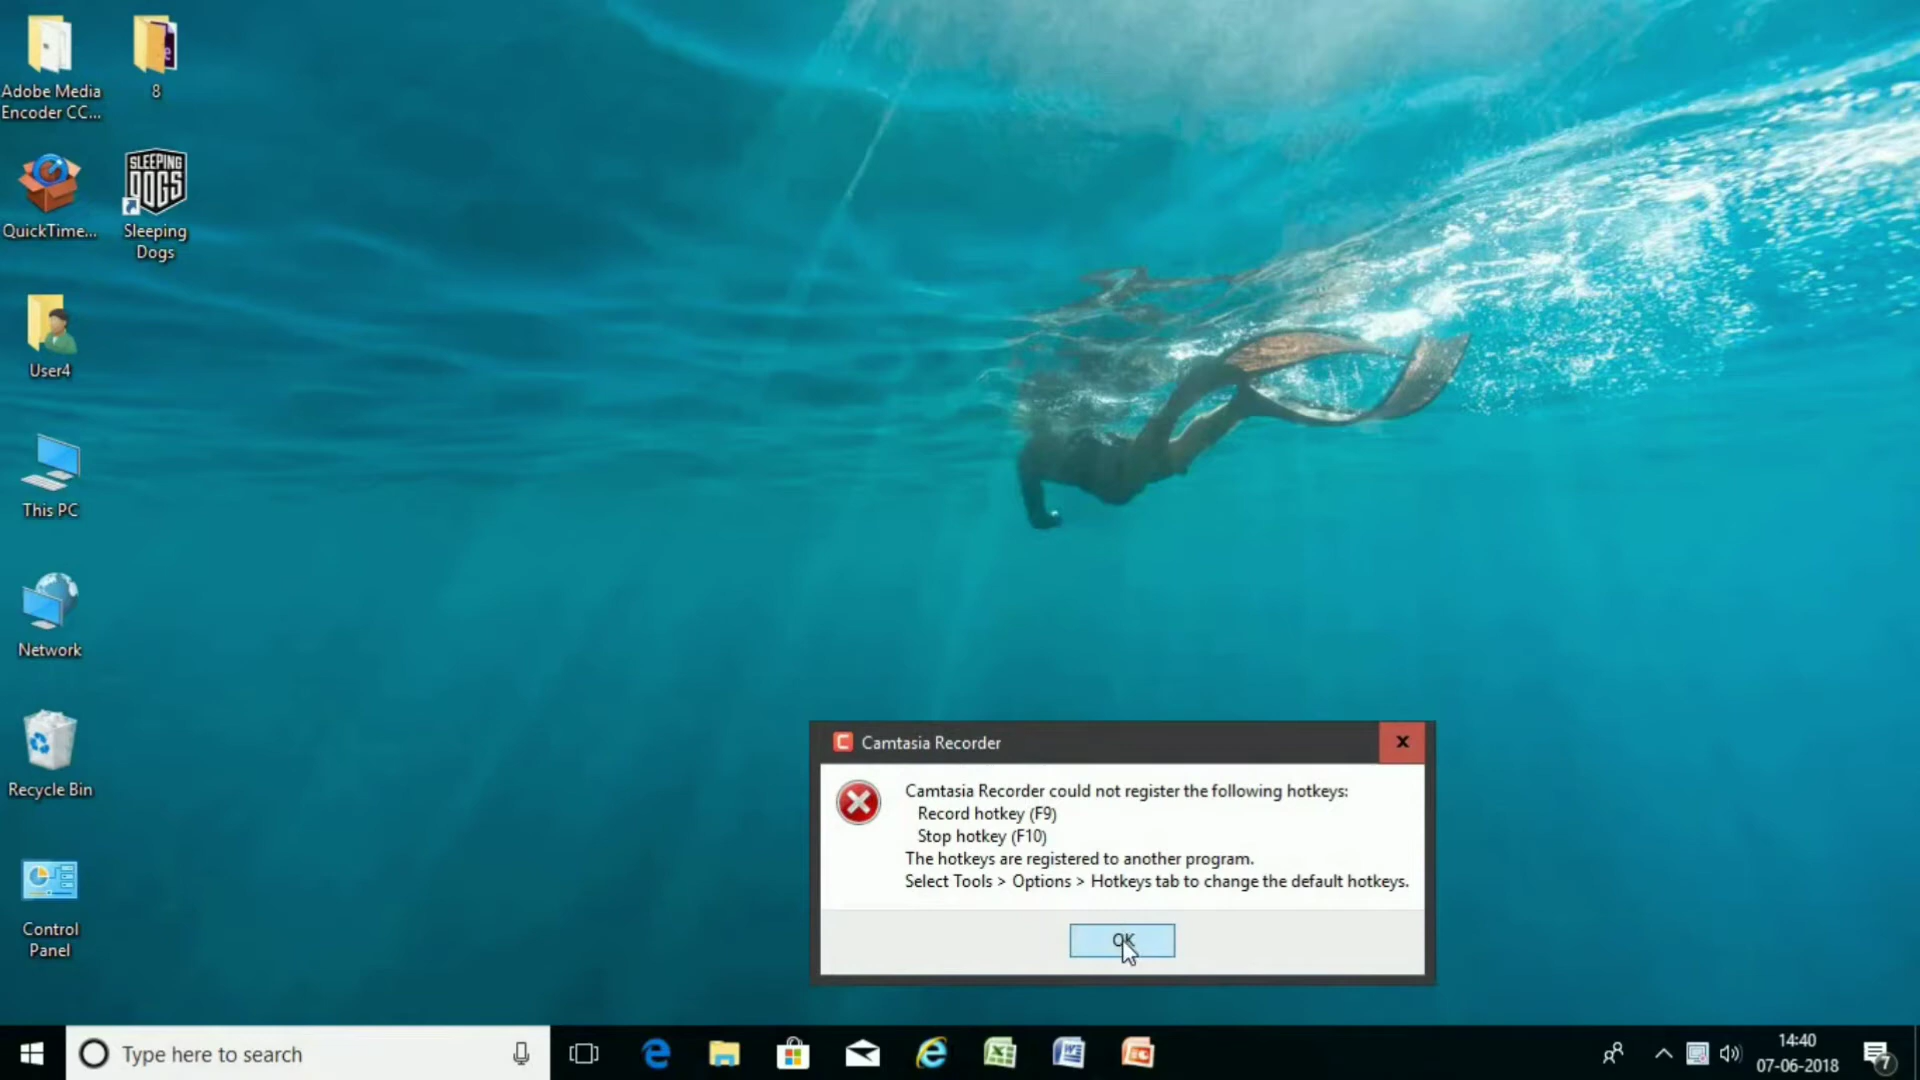 Adobe Media
Encoder CC...
8
QuickTime...
SLEEPING
DOGS
Sleeping
Dogs
User4
This PC
Network
Recycle Bin
Control
Panel
Camtasia Recorder
Camtasia Recorder could not register the following hotkeys:
Record hotkey (F9)
Stop hotkey (F10)
The hotkeys are registered to another program.
Select Tools > Options > Hotkeys tab to change the default hotkeys.
OK
Type here to search
14:40
07-06-2018
7